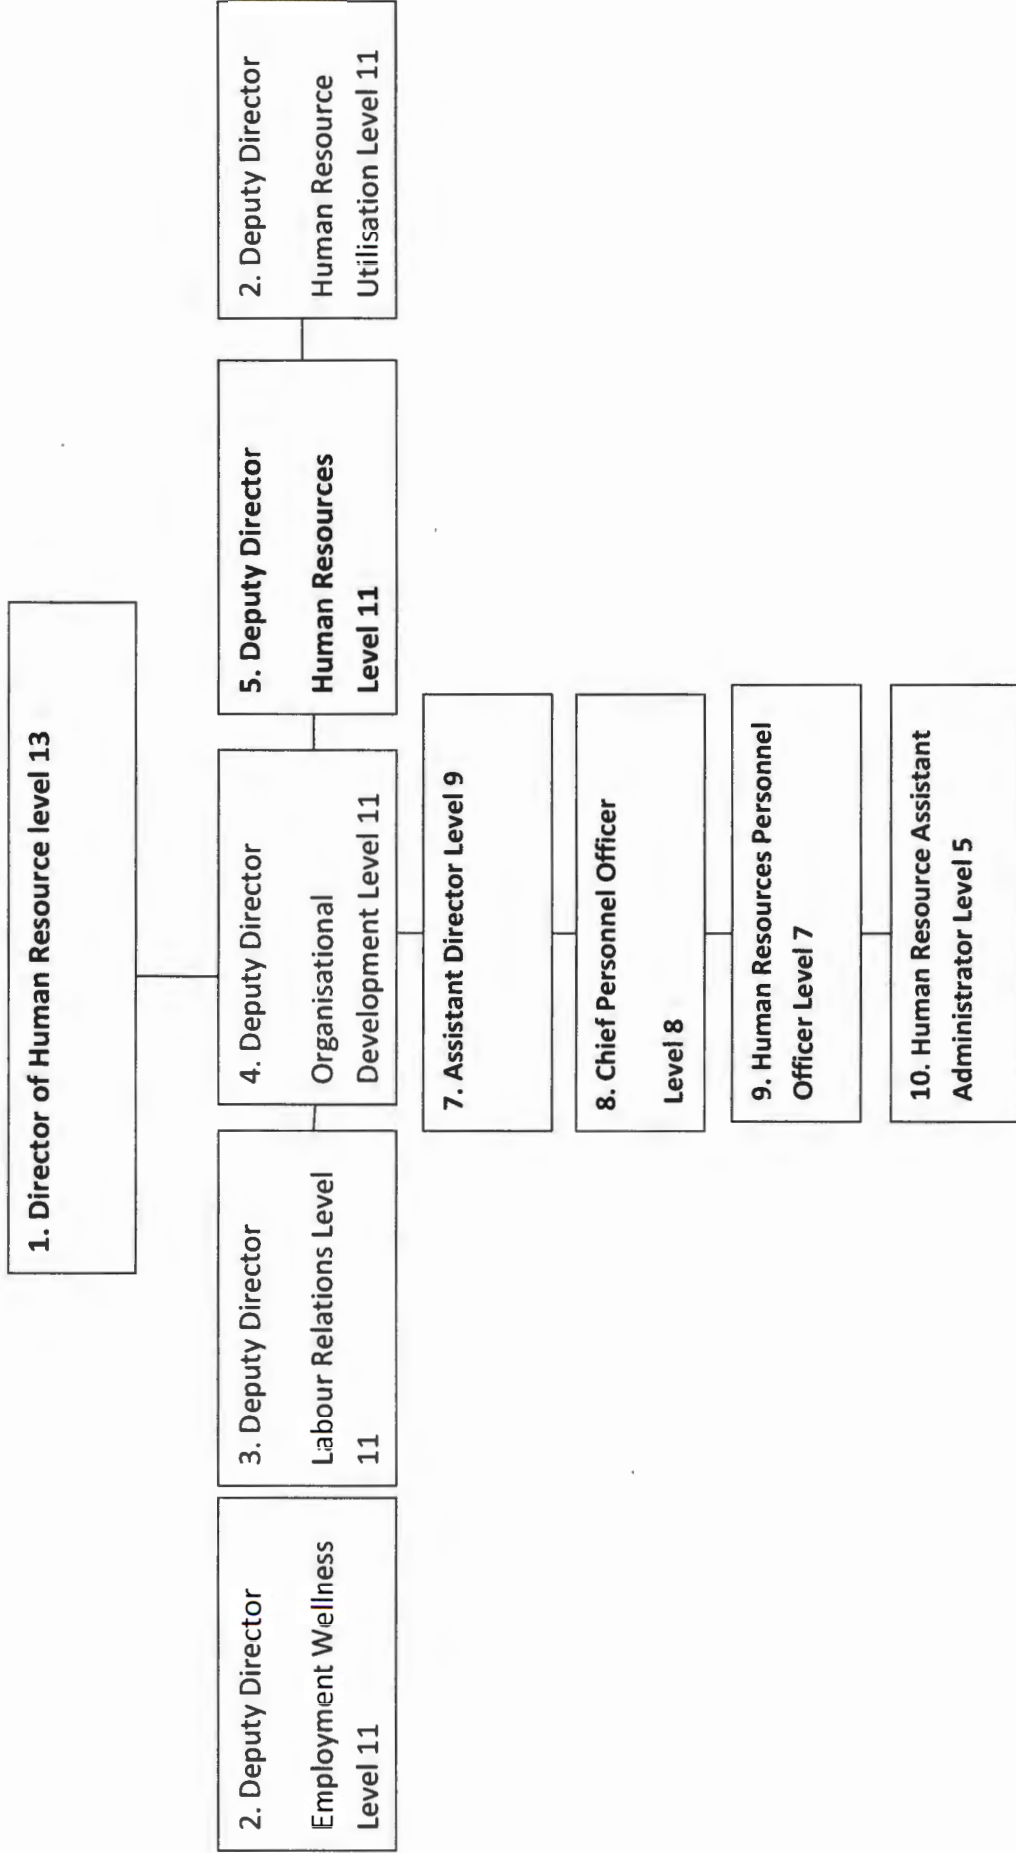 1. Director of Human Resource level 13
2. Deputy Director
Employment Wellness
Level 11
3. Deputy Director
Labour Relations Level
11
4. Deputy Director
Organisational
Development Level 11
5. Deputy Director
Human Resources
Level 11
2. Deputy Director
Human Resource
Utilisation Level 11
7. Assistant Director Level 9
8. Chief Personnel Officer
Level 8
9. Human Resources Personnel
Officer Level 7
10. Human Resource Assistant
Administrator Level 5